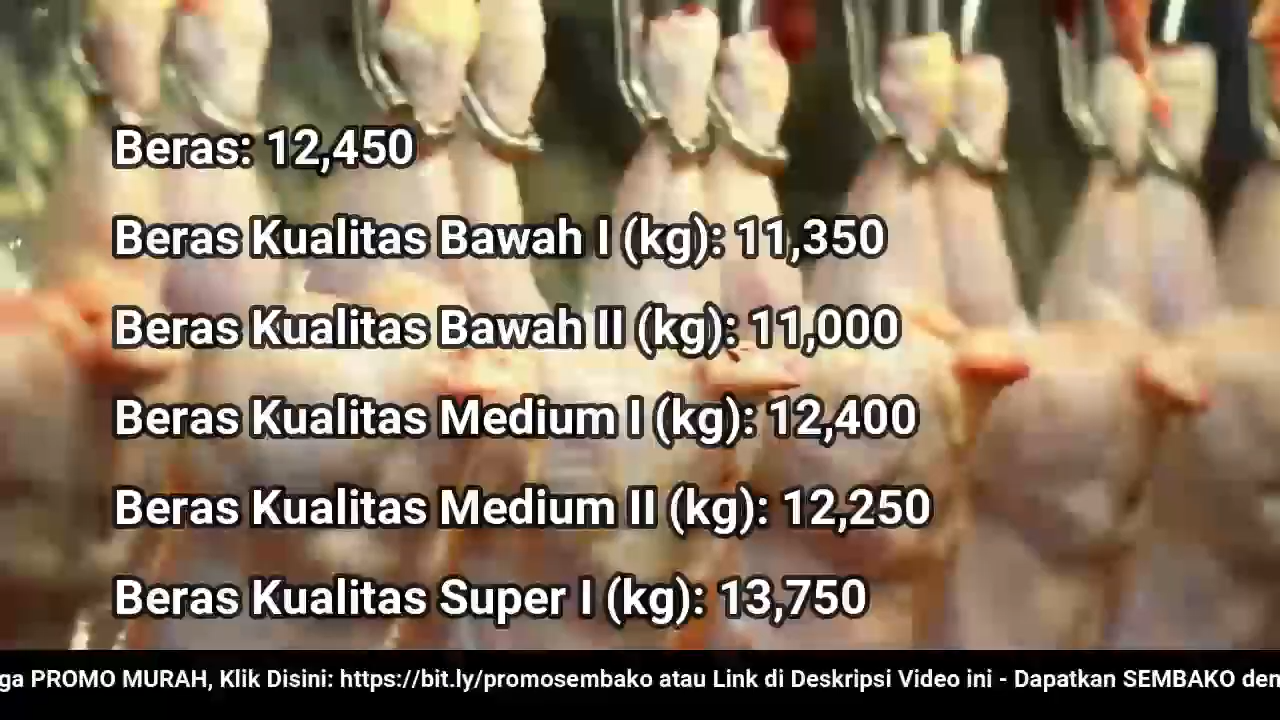 Beras: 12,450
Beras Kualitas Bawah I (kg): 11,350
Beras Kualitas Bawah II (kg): 11,000
Beras Kualitas Medium I (kg): 12,400
Beras Kualitas Medium II (kg): 12,250
Beras Kualitas Super I (kg): 13,750
ga PROMO MURAH, Klik Disini: https://bit.ly/promosembako atau Link di Deskripsi Video ini - Dapatkan SEMBAKO den